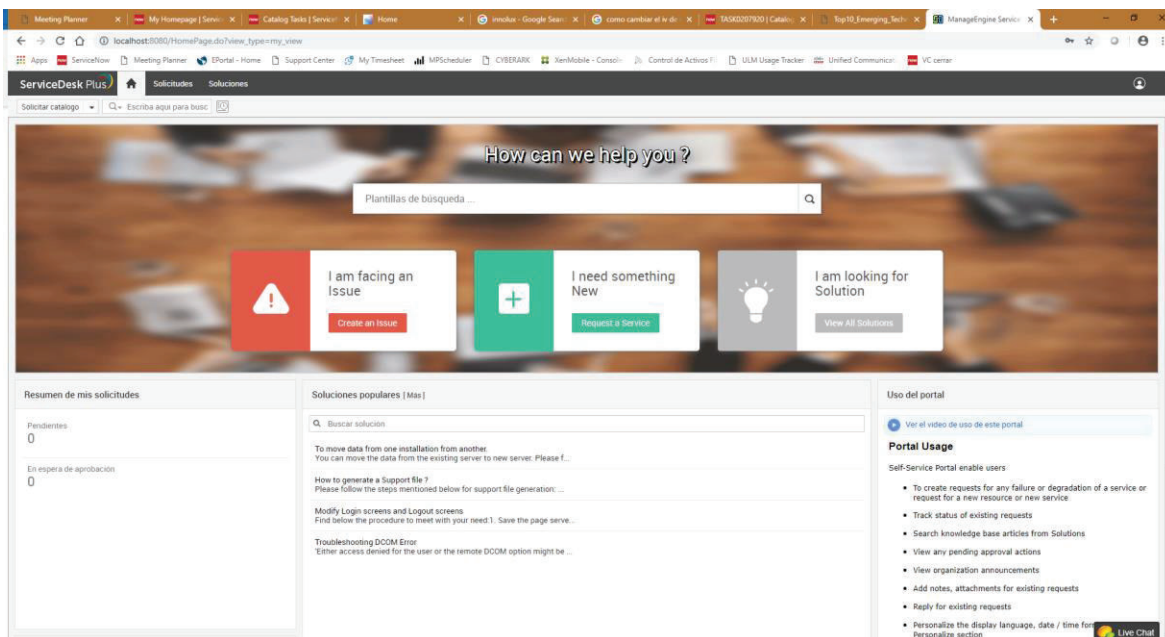 Meeting Planner
My Homepage | Servic
Catalog Tasks | Service
Home
innolux - Google Sear
como cambiar el iv de
TASK0207920 | Catalo
Top10_Emerging_Tech
ManageEngine Service
localhost:8080/HomePage.do?view_type=my_view
Apps
ServiceNow
Meeting Planner
EPortal - Home
Support Center
My Timesheet
MPScheduler
CYBERARK
XenMobile - Consol
Control de Activos F
ULM Usage Tracker
Unified Communica
VC cerrar
ServiceDesk Plus
Solicitudes
Soluciones
Solicitar catalogo
Escriba aqui para busc
How can we help you ?
Plantillas de búsqueda ...
I am facing an
Issue
Create an Issue
I need something
New
Request a Service
I am looking for
Solution
View All Solutions
Resumen de mis solicitudes
Pendientes
0
En espera de aprobación
0
Soluciones populares [ Mas ]
Buscar solución
To move data from one installation from another.
You can move the data from the existing server to new server. Please f...
How to generate a Support file ?
Please follow the steps mentioned below for support file generation: ...
Modify Login screens and Logout screens
Find below the procedure to meet with your need:1. Save the page serve...
Troubleshooting DCOM Error
'Either access denied for the user or the remote DCOM option might be ...
Uso del portal
Ver el video de uso de este portal
Portal Usage
Self-Service Portal enable users
To create requests for any failure or degradation of a service or
request for a new resource or new service
Track status of existing requests
Search knowledge base articles from Solutions
View any pending approval actions
View organization announcements
Add notes, attachments for existing requests
Reply for existing requests
Personalize the display language, date / time for
Personalize section
Live Chat